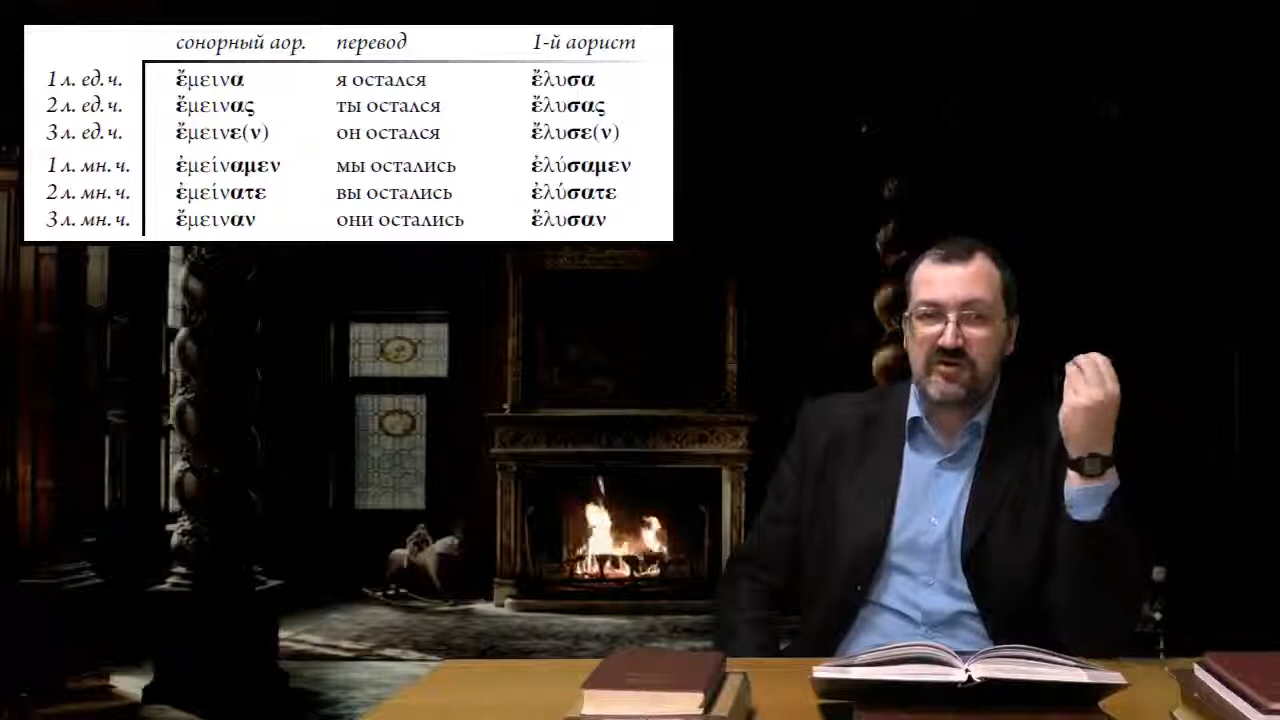 сонорный аор. перевод 1-й аорист
1 л. ед. ч. ἔμεινα я остался ἔλυσα
2 л. ед. ч. ἔμεινας ты остался ἔλυσας
3 л. ед. ч. ἔμεινε(ν) он остался ἔλυσε(ν)
1 л. мн. ч. ἐμείναμεν мы остались ἐλύσαμεν
2 л. мн. ч. ἐμείνατε вы остались ἐλύσατε
3 л. мн. ч. ἔμειναν они остались ἔλυσαν